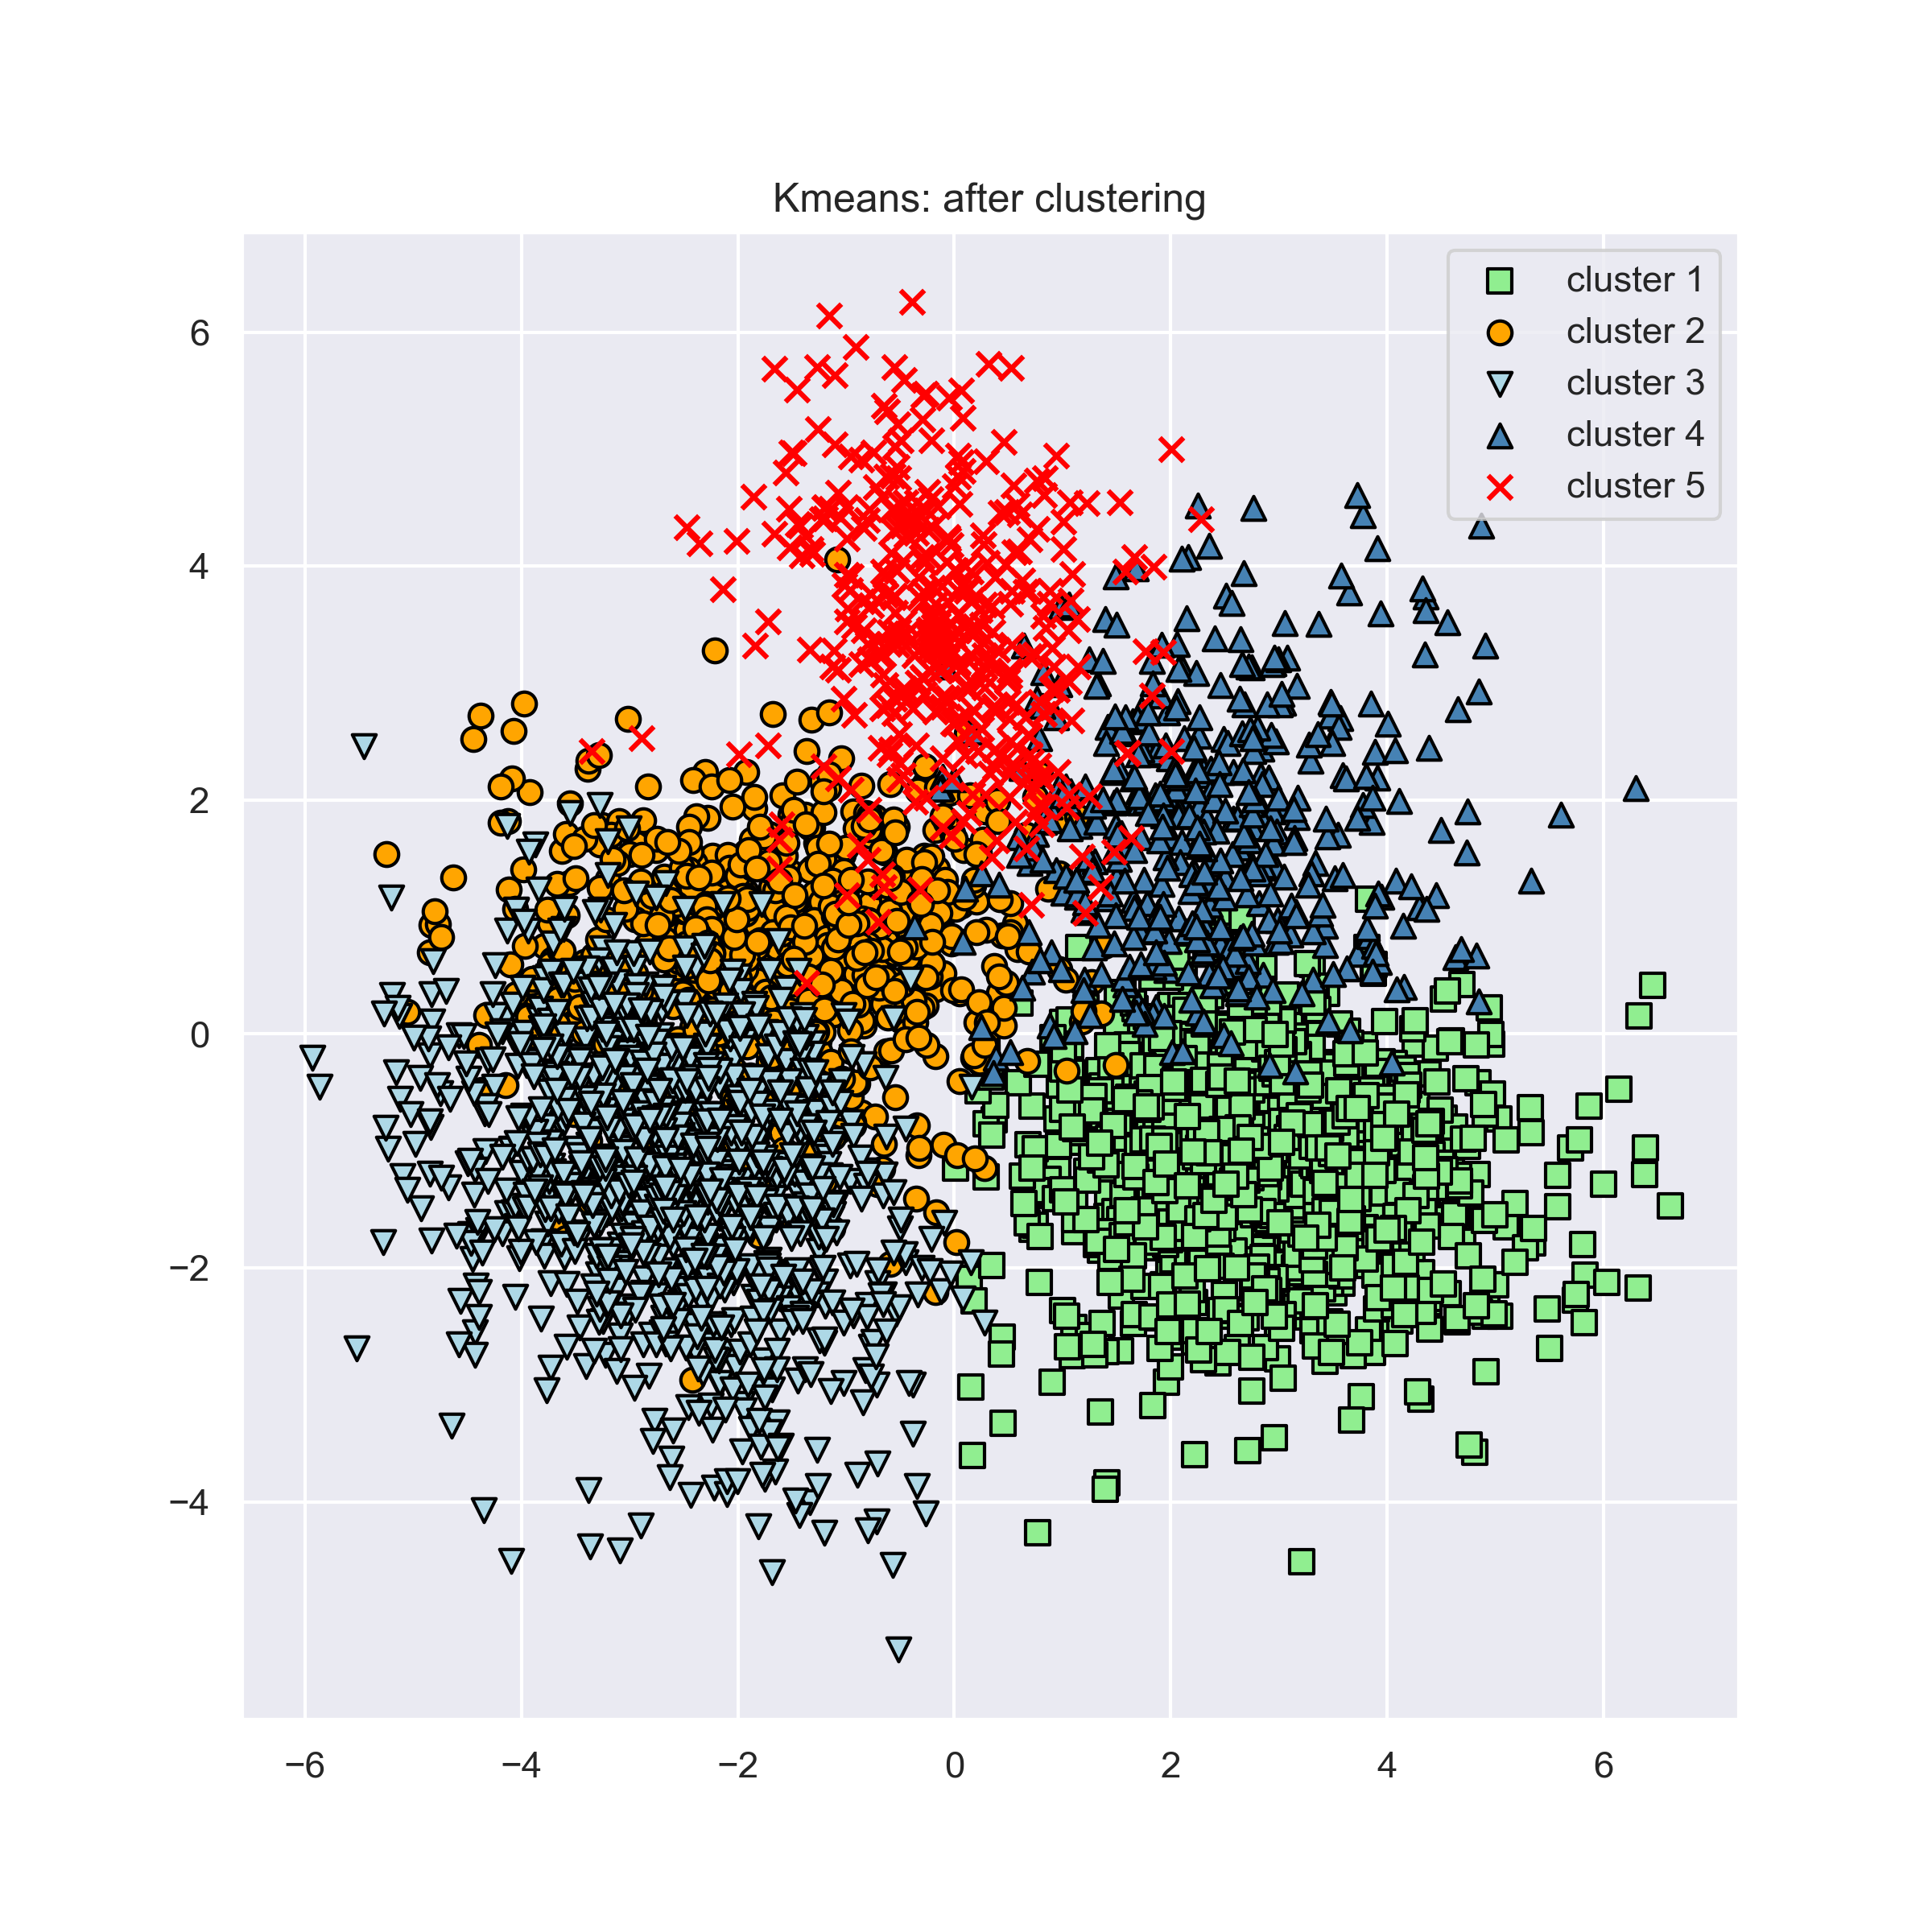 Kmeans: after clustering
cluster 1
cluster 2
cluster 3
cluster 4
cluster 5
6
4
2
0
−2
−4
−6 −4 −2 0 2 4 6